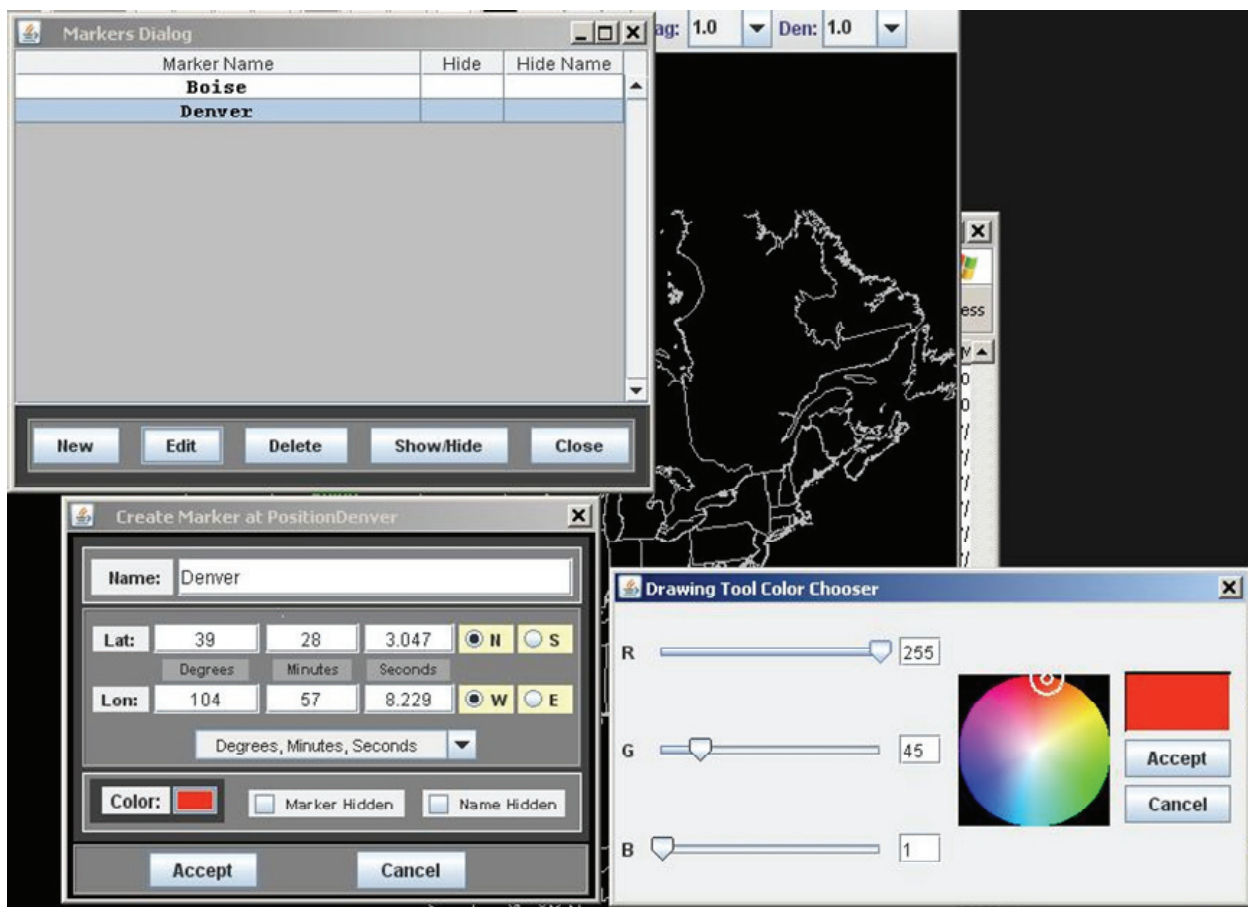 Markers Dialog
ag: 1.0 Den: 1.0
Marker Name Hide Hide Name
Boise
Denver
ess
New Edit Delete Show/Hide Close
Create Marker at PositionDenver
Name: Denver
Lat: 39 28 3.047 N S
Degrees Minutes Seconds
Lon: 104 57 8.229 W E
Degrees, Minutes, Seconds
Color: Marker Hidden Name Hidden
Accept Cancel
Drawing Tool Color Chooser
R 255
G 45
B 1
Accept
Cancel